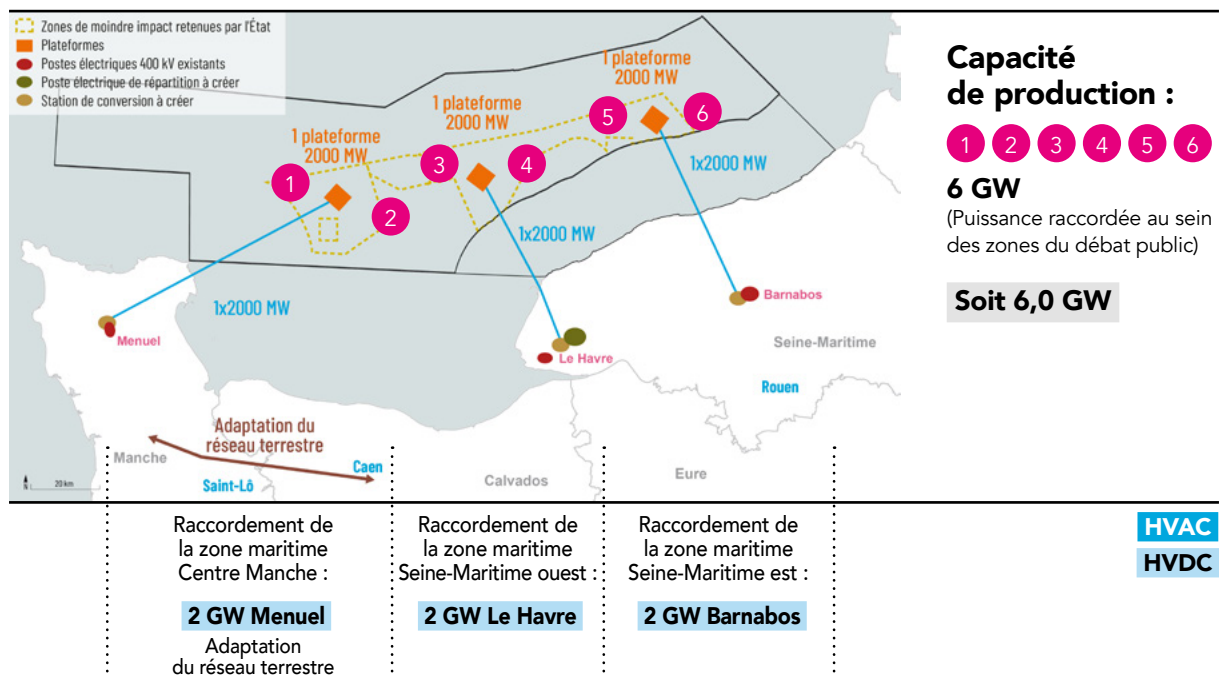 Zones de moindre impact retenues par l'État
Plateformes
Postes électriques 400 kV existants
Poste électrique de répartition à créer
Station de conversion à créer
1 plateforme
2000 MW
1 plateforme
2000 MW
1 plateforme
2000 MW
1
2
3
4
5
6
1x2000 MW
1x2000 MW
1x2000 MW
Menuel
Le Havre
Barnabos
Seine-Maritime
Rouen
Adaptation du
réseau terrestre
Manche
Saint-Lô
Caen
Calvados
Eure
N
20 km
Capacité
de production :
1 2 3 4 5 6
6 GW
(Puissance raccordée au sein
des zones du débat public)
Soit 6,0 GW
Raccordement de
la zone maritime
Centre Manche :
2 GW Menuel
Adaptation
du réseau terrestre
Raccordement de
la zone maritime
Seine-Maritime ouest :
2 GW Le Havre
Raccordement de
la zone maritime
Seine-Maritime est :
2 GW Barnabos
HVAC
HVDC